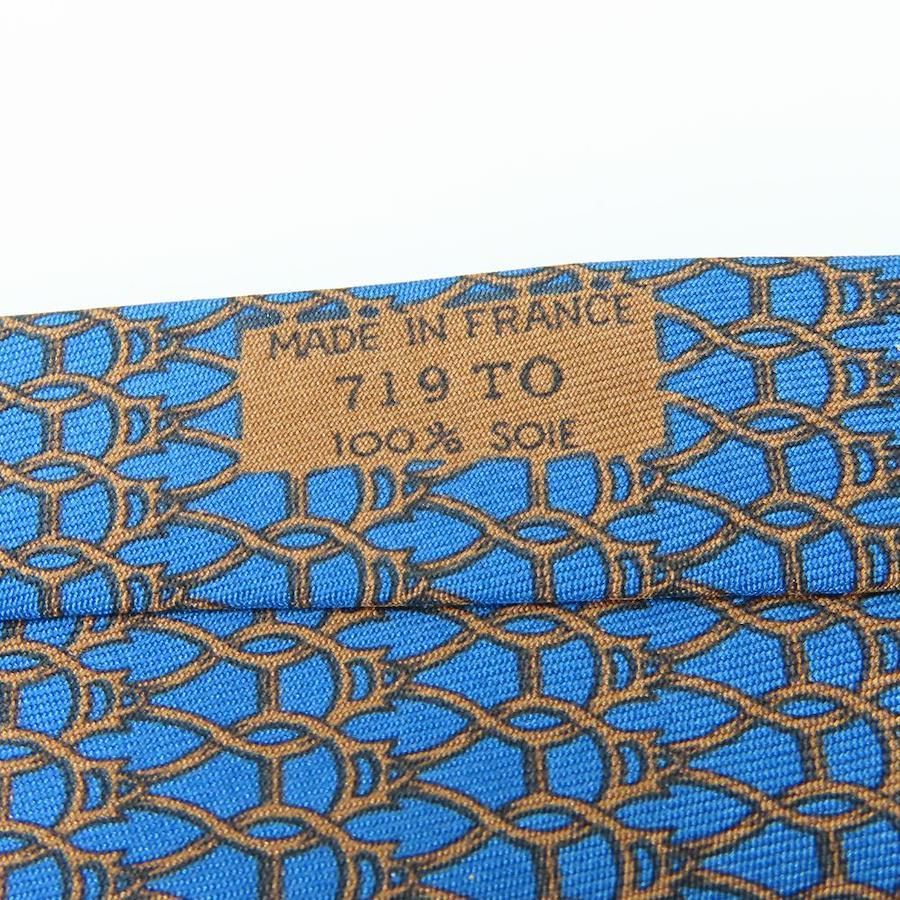 MADE IN FRANCE
719 TO
100% SOIE